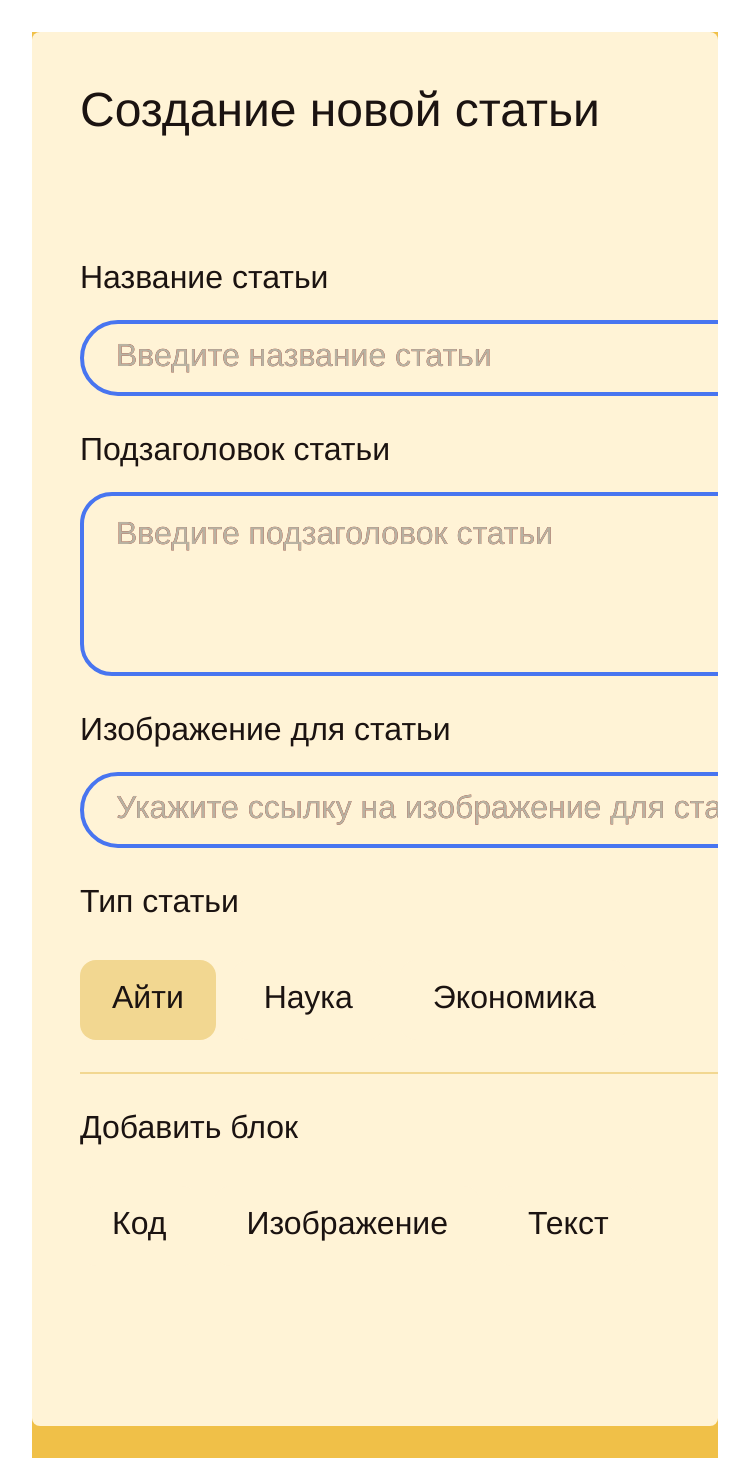 Создание новой статьи
Название статьи
Введите название статьи
Подзаголовок статьи
Введите подзаголовок статьи
Изображение для статьи
Укажите ссылку на изображение для ста
Тип статьи
Айти Наука Экономика
Добавить блок
Код Изображение Текст